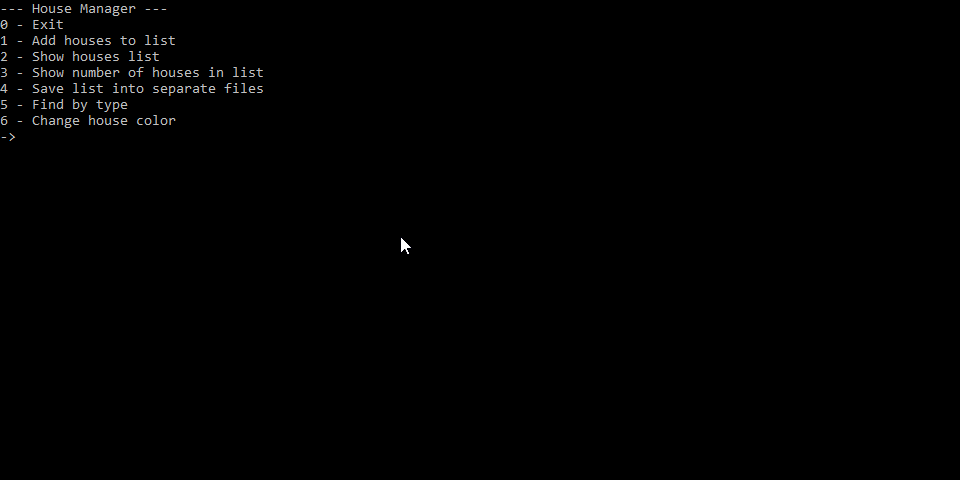 --- House Manager ---
0 - Exit
1 - Add houses to list
2 - Show houses list
3 - Show number of houses in list
4 - Save list into separate files
5 - Find by type
6 - Change house color
->